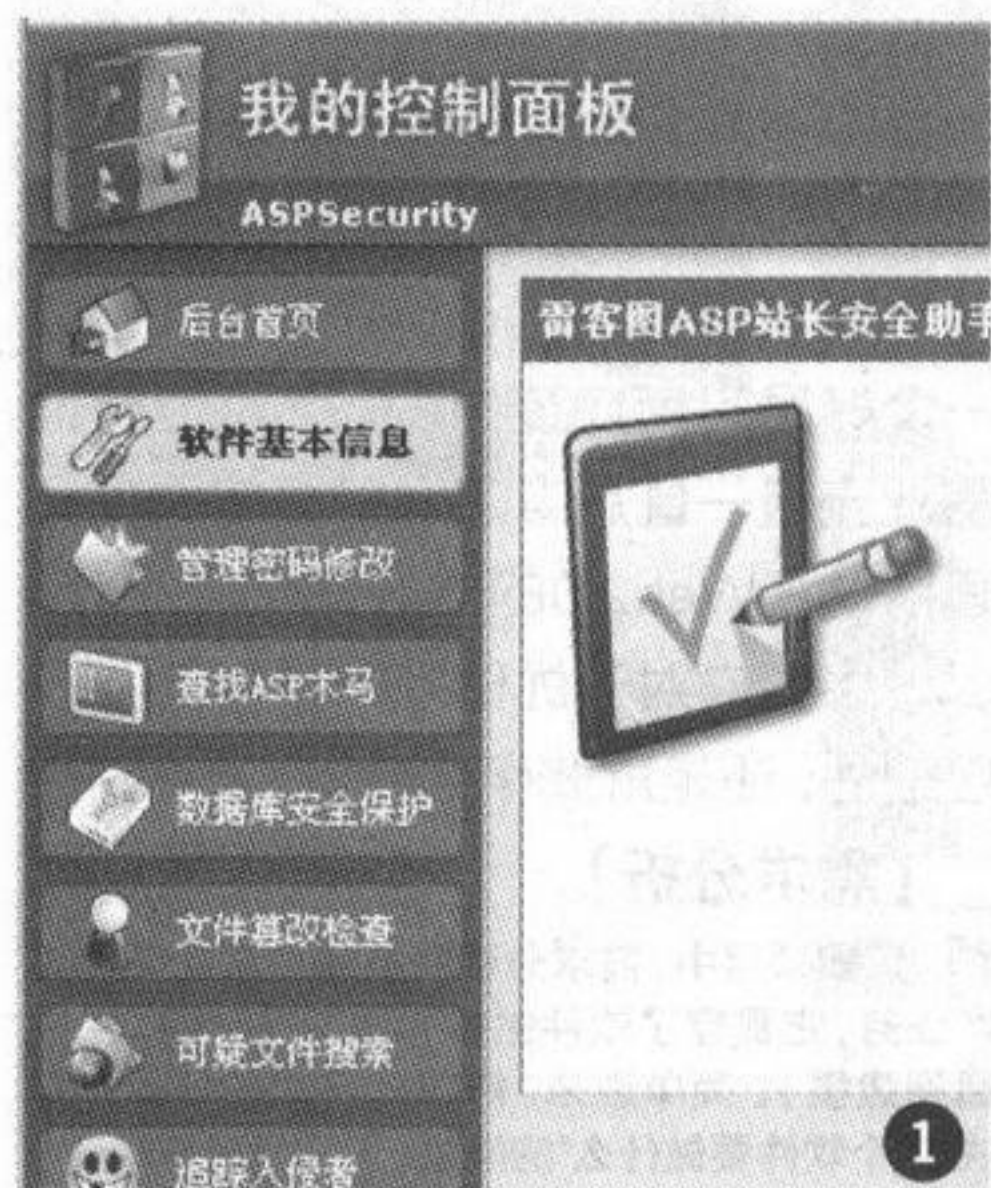 我的控制面板
ASPSecurity
后台首页
软件基本信息
管理密码修改
查找ASP木马
数据库安全保护
文件篡改检查
可疑文件搜索
追踪入侵者
雷客图ASP站长安全助手
1